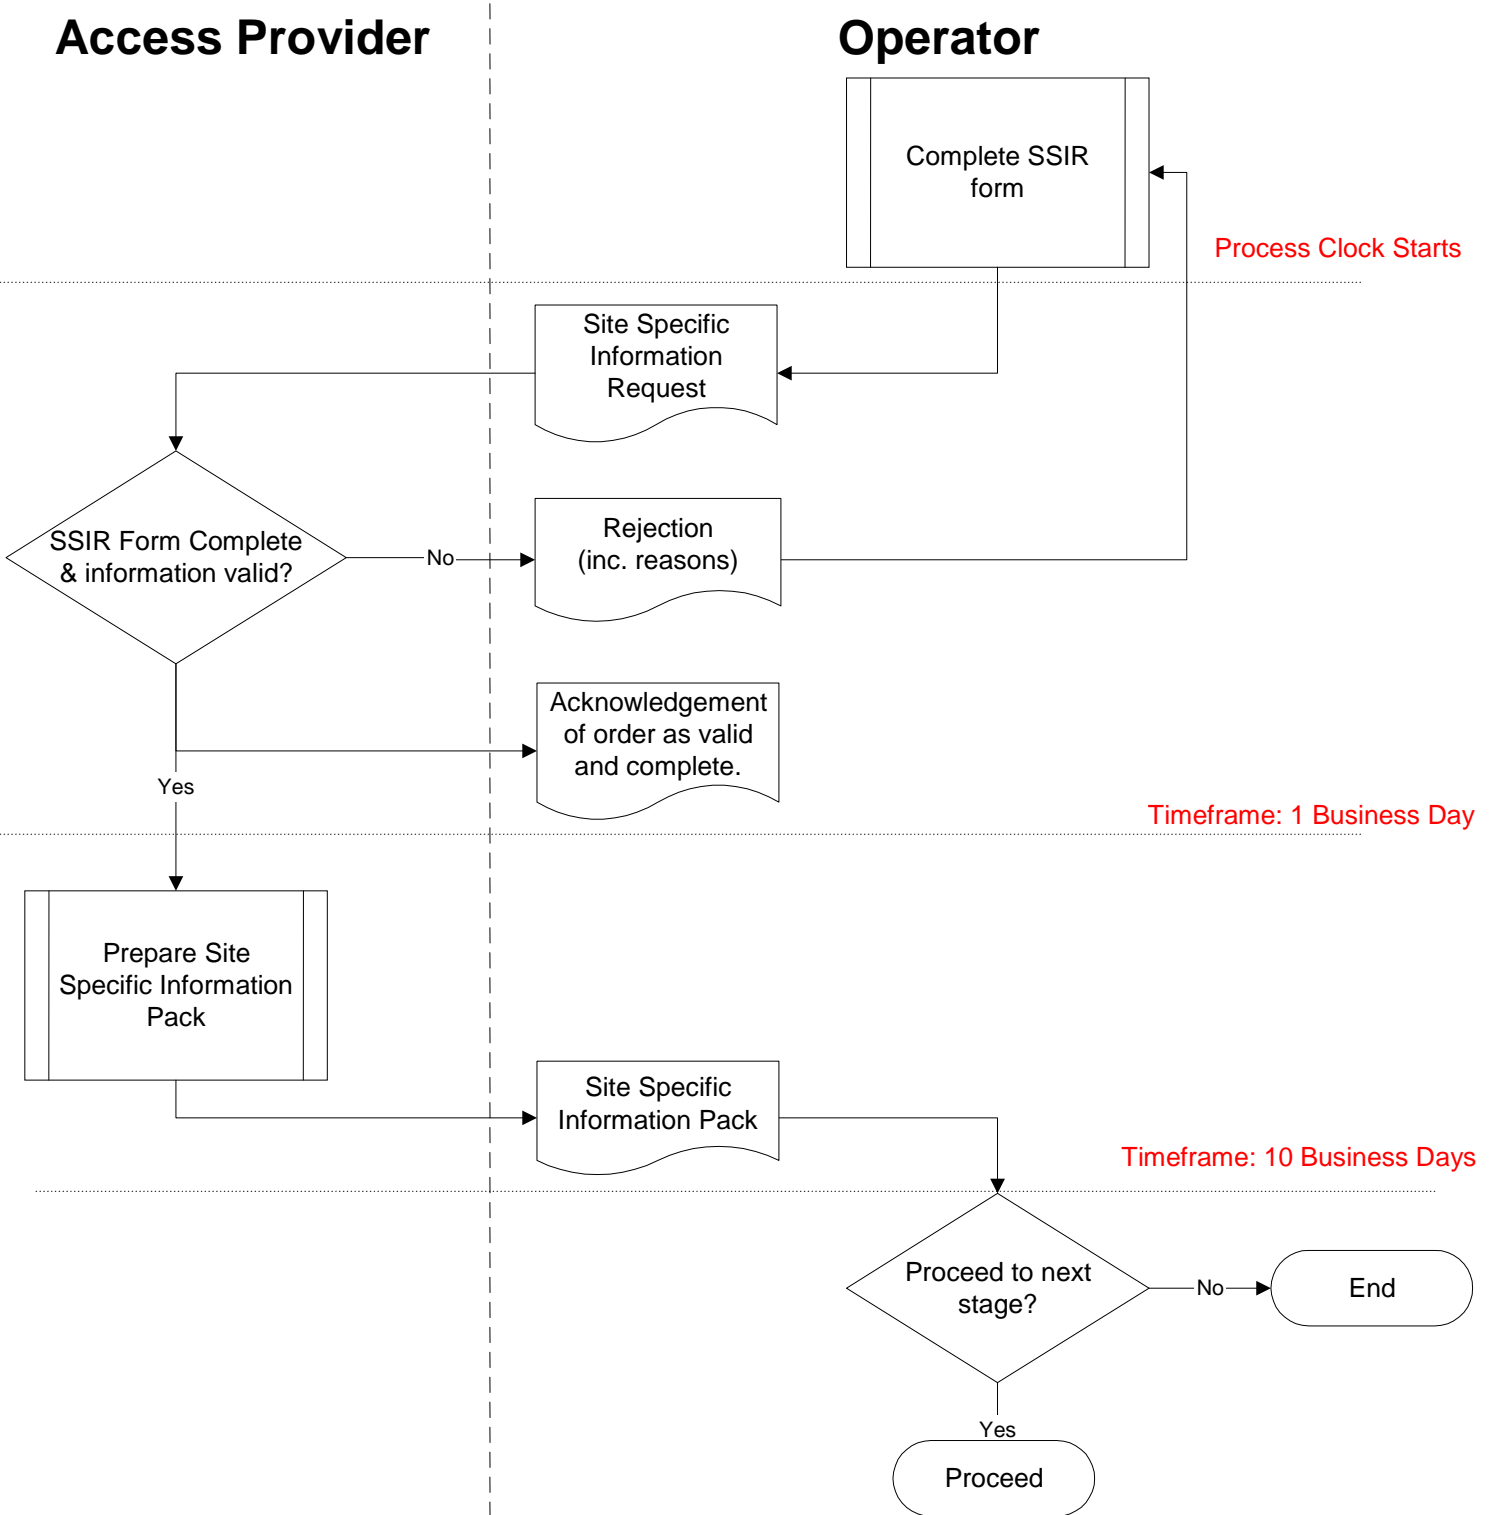 Access Provider
Operator
Complete SSIR
form
Process Clock Starts
Site Specific
Information
Request
SSIR Form Complete
& information valid?
No
Rejection
(inc. reasons)
Acknowledgement
of order as valid
and complete.
Yes
Timeframe: 1 Business Day
Prepare Site
Specific Information
Pack
Site Specific
Information Pack
Timeframe: 10 Business Days
Proceed to next
stage?
No
End
Yes
Proceed